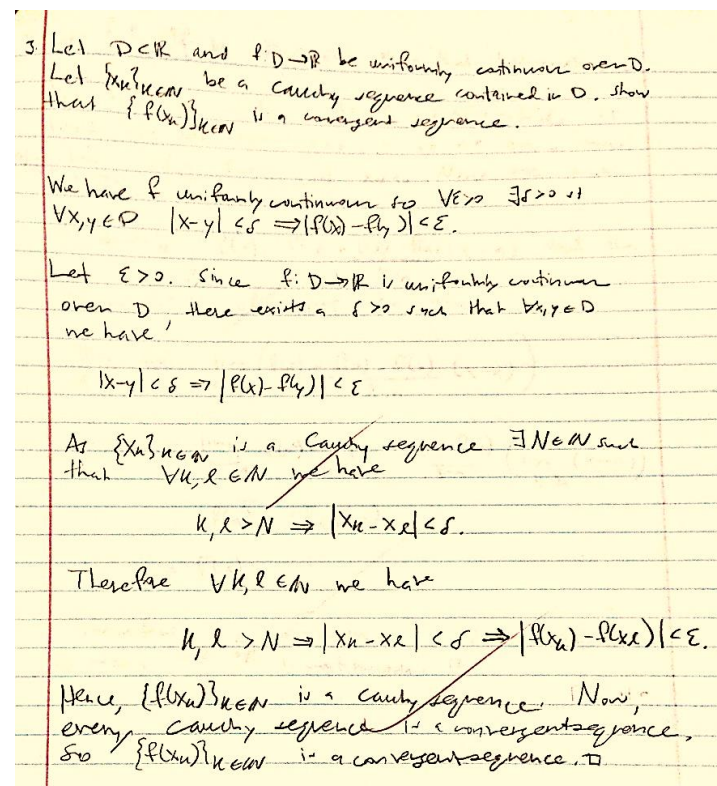 3. Let D⊂ℝ and f:D→ℝ be uniformly continuous over D.
Let {xₖ}ₖ∈ℕ be a Cauchy sequence contained in D. Show
that {f(xₖ)}ₖ∈ℕ is a convergent sequence.
We have f uniformly continuous so ∀ε>0 ∃δ>0 st
∀x,y∈D |x-y|<δ ⇒ |f(x)-f(y)|<ε.
Let ε>0. Since f:D→ℝ is uniformly continuous
over D, there exists a δ>0 such that ∀x,y∈D
we have
|x-y|<δ ⇒ |f(x)-f(y)|<ε
As {xₖ}ₖ∈ℕ is a Cauchy sequence ∃N∈ℕ such
that ∀k,l∈ℕ we have
k,l>N ⇒ |xₖ-xₗ|<δ.
Therefore ∀k,l∈ℕ we have
k,l>N ⇒ |xₖ-xₗ|<δ ⇒ |f(xₖ)-f(xₗ)|<ε.
Hence, {f(xₖ)}ₖ∈ℕ is a cauchy sequence. Now,
every cauchy sequence is a convergent sequence,
so {f(xₖ)}ₖ∈ℕ is a convergent sequence. □